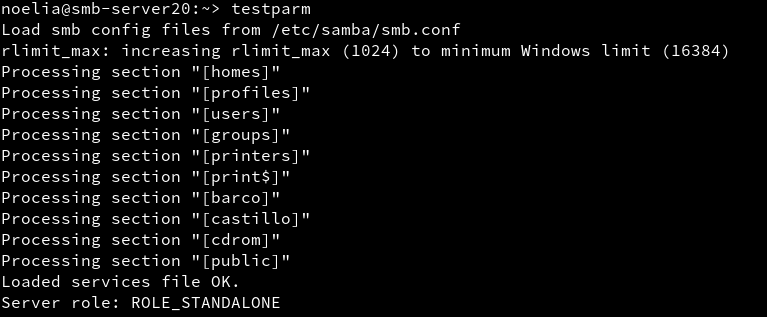 noelia@smb-server20:~> testparm
Load smb config files from /etc/samba/smb.conf
rlimit_max: increasing rlimit_max (1024) to minimum Windows limit (16384)
Processing section "[homes]"
Processing section "[profiles]"
Processing section "[users]"
Processing section "[groups]"
Processing section "[printers]"
Processing section "[print$]"
Processing section "[barco]"
Processing section "[castillo]"
Processing section "[cdrom]"
Processing section "[public]"
Loaded services file OK.
Server role: ROLE_STANDALONE